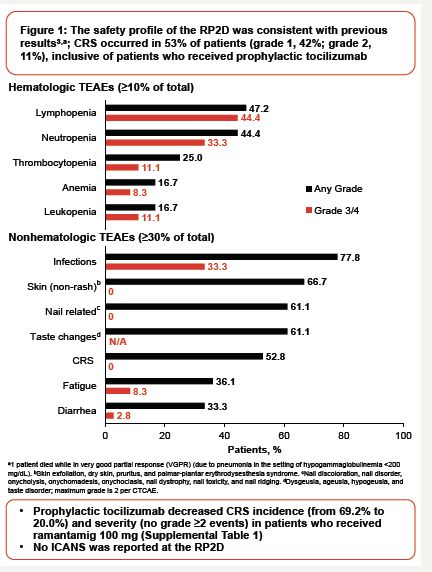 Figure 1: The safety profile of the RP2D was consistent with previous
results³,ᵃ; CRS occurred in 53% of patients (grade 1, 42%; grade 2,
11%), inclusive of patients who received prophylactic tocilizumab
Hematologic TEAEs (≥10% of total)
Lymphopenia 47.2
44.4
Neutropenia 44.4
33.3
Thrombocytopenia 25.0
11.1
Anemia 16.7
8.3
Leukopenia 16.7
11.1
Any Grade
Grade 3/4
Nonhematologic TEAEs (≥30% of total)
Infections 77.8
33.3
Skin (non-rash)ᵇ 66.7
0
Nail relatedᶜ 61.1
0
Taste changesᵈ 61.1
N/A
CRS 52.8
0
Fatigue 36.1
8.3
Diarrhea 33.3
2.8
0 20 40 60 80 100
Patients, %
ᵃ1 patient died while in very good partial response (VGPR) (due to pneumonia in the setting of hypogammaglobulinemia <200
mg/dL). ᵇSkin exfoliation, dry skin, pruritus, and palmar-plantar erythrodysesthesia syndrome. ᶜNail discoloration, nail disorder,
onycholysis, onychomadesis, onychoclasis, nail dystrophy, nail toxicity, and nail ridging. ᵈDysgeusia, ageusia, hypogeusia, and
taste disorder; maximum grade is 2 per CTCAE.
• Prophylactic tocilizumab decreased CRS incidence (from 69.2% to
20.0%) and severity (no grade ≥2 events) in patients who received
ramantamig 100 mg (Supplemental Table 1)
• No ICANS was reported at the RP2D